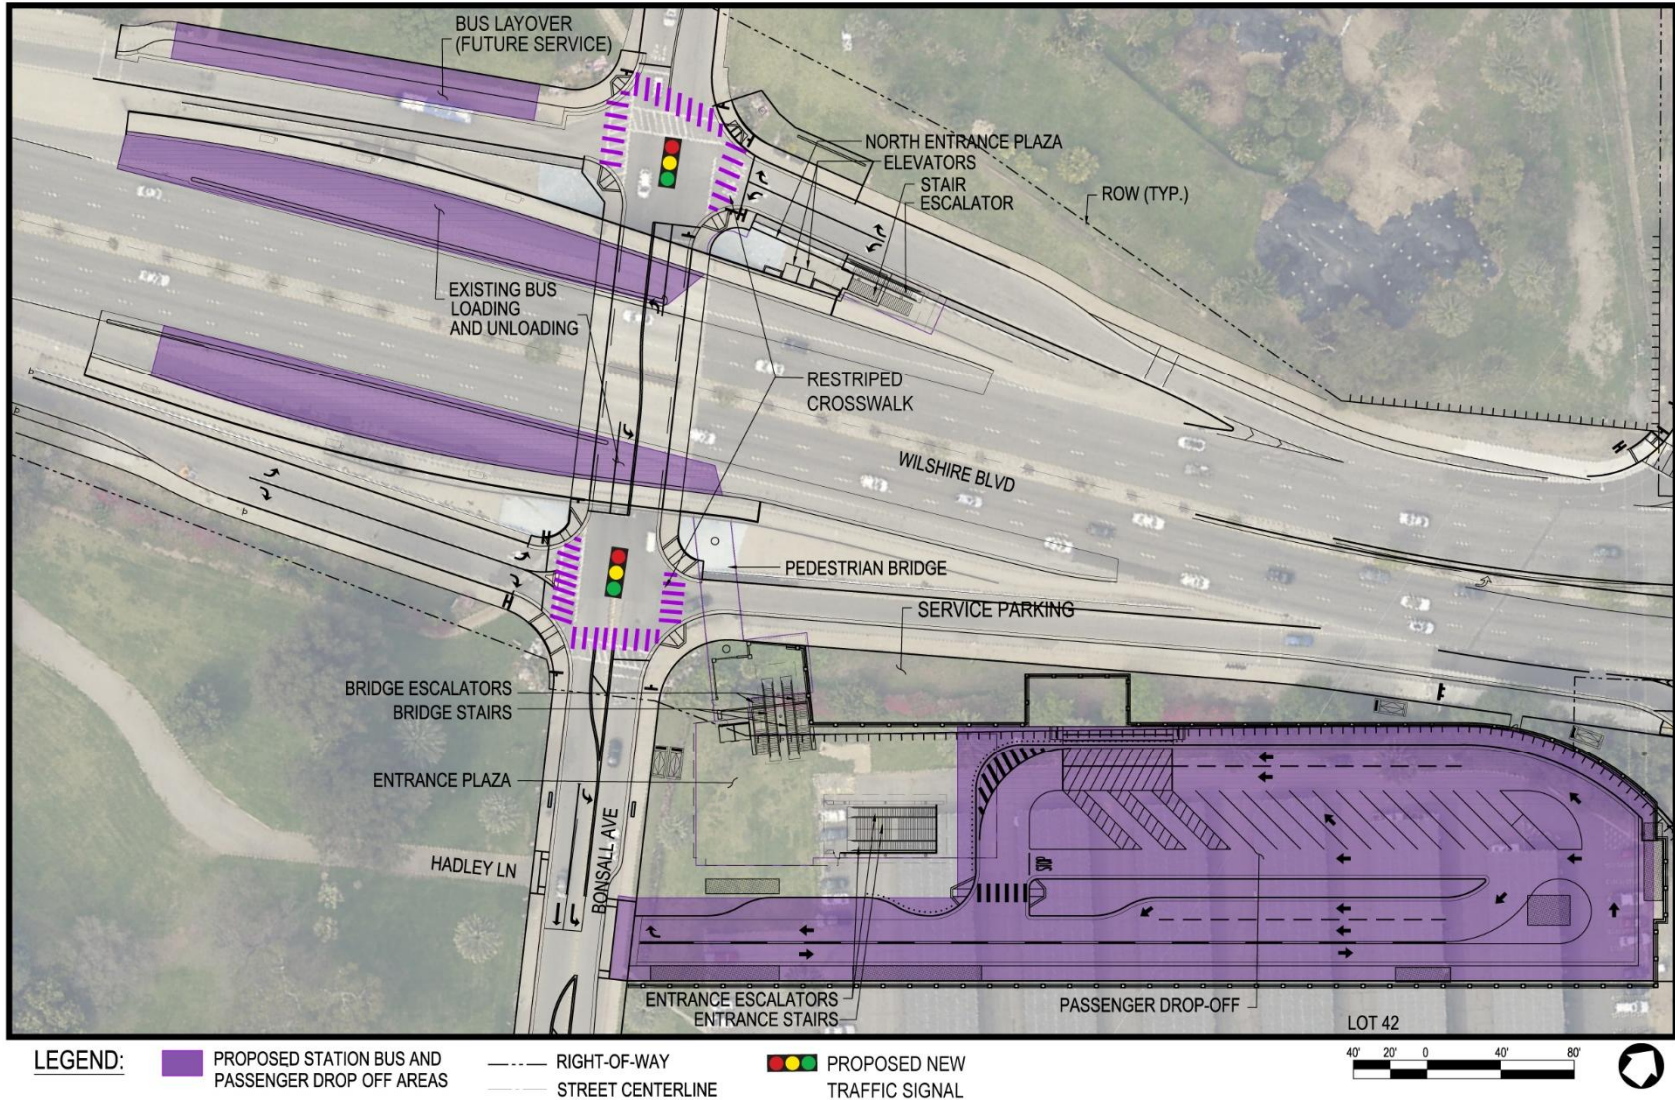 BUS LAYOVER
(FUTURE SERVICE)
NORTH ENTRANCE PLAZA
ELEVATORS
STAIR
ESCALATOR
ROW (TYP.)
EXISTING BUS
LOADING
AND UNLOADING
RESTRIPED
CROSSWALK
WILSHIRE BLVD
PEDESTRIAN BRIDGE
SERVICE PARKING
BRIDGE ESCALATORS
BRIDGE STAIRS
ENTRANCE PLAZA
HADLEY LN
BONSALL AVE
STOP
ENTRANCE ESCALATORS
ENTRANCE STAIRS
PASSENGER DROP-OFF
LOT 42
LEGEND:
PROPOSED STATION BUS AND
PASSENGER DROP OFF AREAS
RIGHT-OF-WAY
STREET CENTERLINE
PROPOSED NEW
TRAFFIC SIGNAL
40' 20' 0 40' 80'